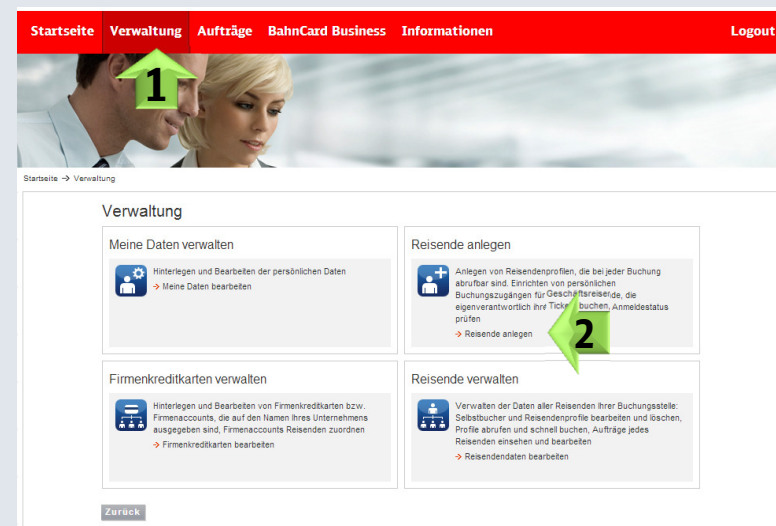 Startseite Verwaltung Aufträge BahnCard Business Informationen Logout
1
Startseite → Verwaltung
Verwaltung
Meine Daten verwalten
Hinterlegen und Bearbeiten der persönlichen Daten
→ Meine Daten bearbeiten
Reisende anlegen
Anlegen von Reisendenprofilen, die bei jeder Buchung
abrufbar sind. Einrichten von persönlichen
Buchungszugängen für Geschäftsreisende, die
eigenverantwortlich ihre Tickets buchen, Anmeldestatus
prüfen
→ Reisende anlegen
2
Firmenkreditkarten verwalten
Hinterlegen und Bearbeiten von Firmenkreditkarten bzw.
Firmenaccounts, die auf den Namen Ihres Unternehmens
ausgegeben sind, Firmenaccounts Reisenden zuordnen
→ Firmenkreditkarten bearbeiten
Reisende verwalten
Verwalten der Daten aller Reisenden Ihrer Buchungsstelle:
Selbstbucher und Reisendenprofile bearbeiten und löschen,
Profile abrufen und schnell buchen, Aufträge jedes
Reisenden einsehen und bearbeiten
→ Reisendendaten bearbeiten
Zurück